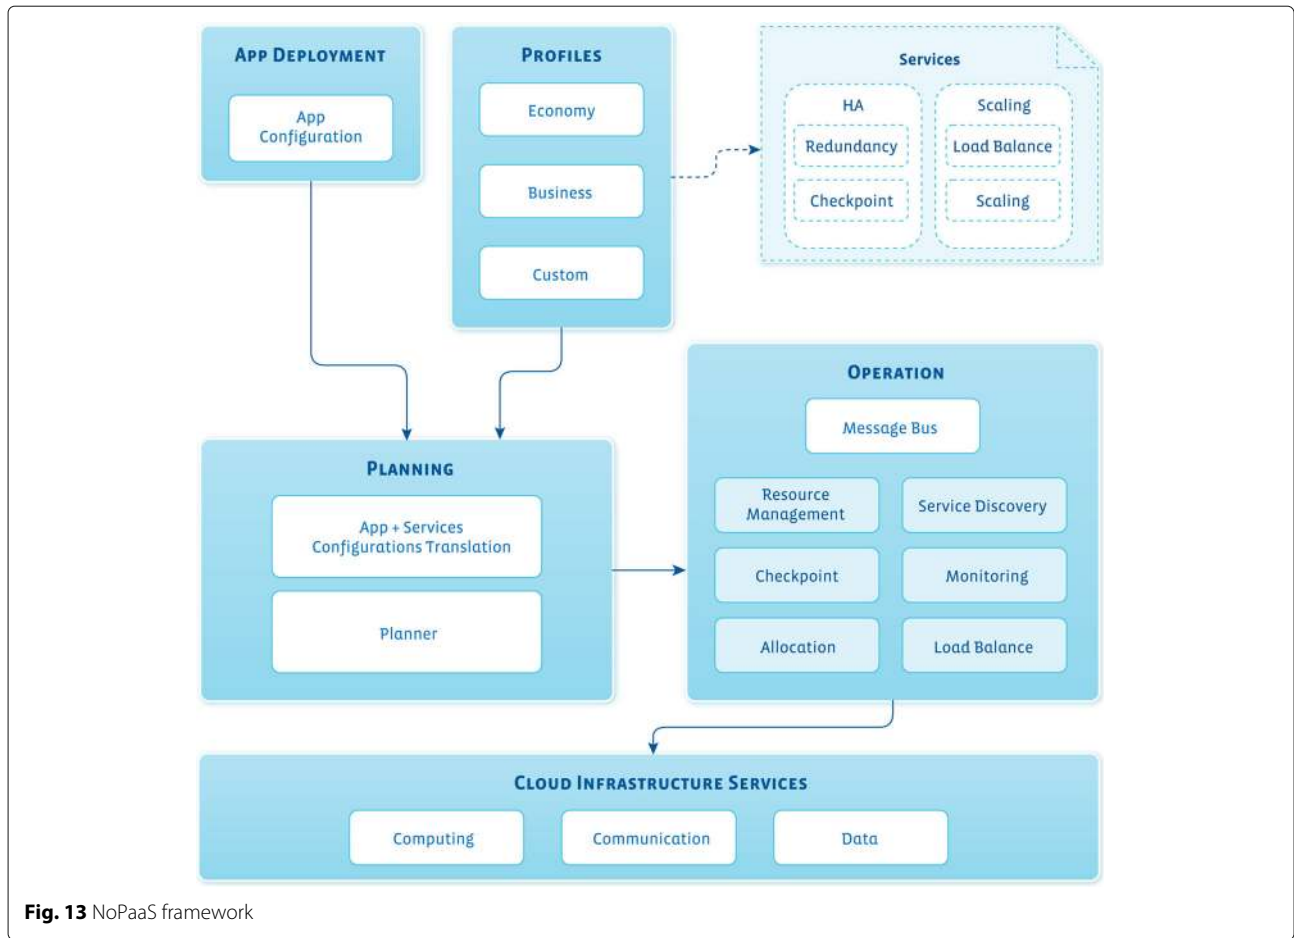 APP DEPLOYMENT
App
Configuration
PROFILES
Economy
Business
Custom
Services
HA
Redundancy
Checkpoint
Scaling
Load Balance
Scaling
PLANNING
App + Services
Configurations Translation
Planner
OPERATION
Message Bus
Resource
Management
Service Discovery
Checkpoint
Monitoring
Allocation
Load Balance
CLOUD INFRASTRUCTURE SERVICES
Computing
Communication
Data
Fig. 13 NoPaaS framework